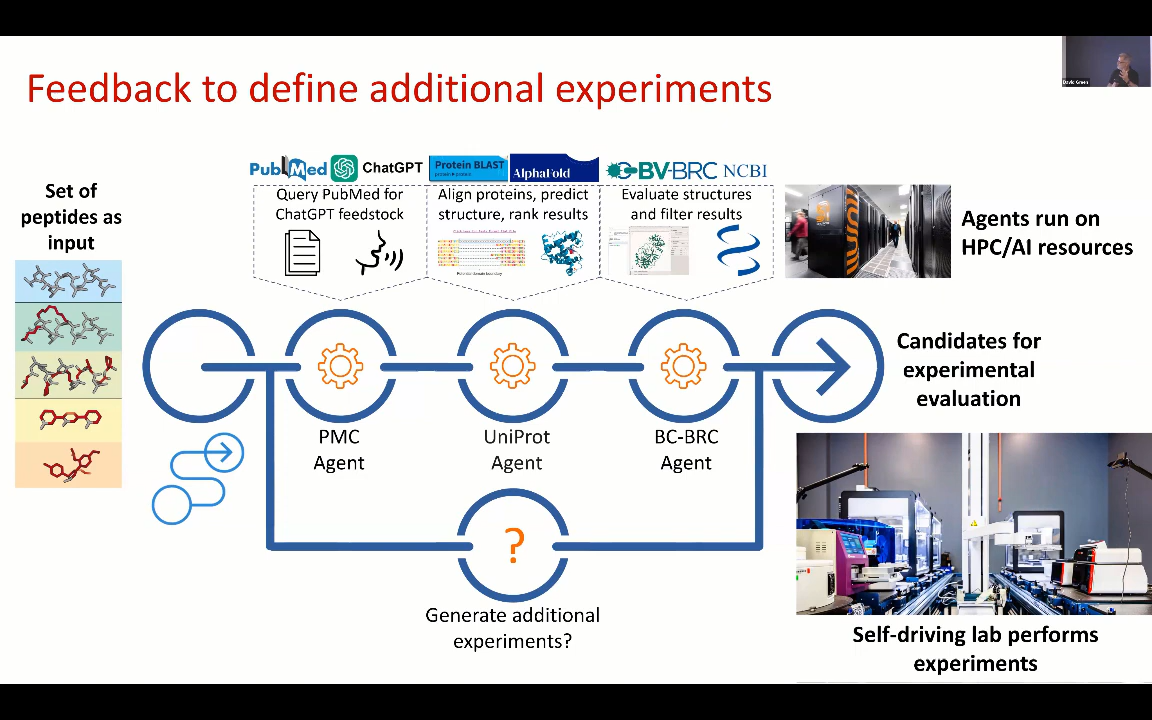 Feedback to define additional experiments
David Green
PubMed
ChatGPT
Protein BLAST
AlphaFold
BV-BRC
NCBI
Set of
peptides as
input
Query PubMed for
ChatGPT feedstock
Align proteins, predict
structure, rank results
Evaluate structures
and filter results
Agents run on
HPC/AI resources
PMC
Agent
UniProt
Agent
BC-BRC
Agent
Candidates for
experimental
evaluation
?
Generate additional
experiments?
Self-driving lab performs
experiments